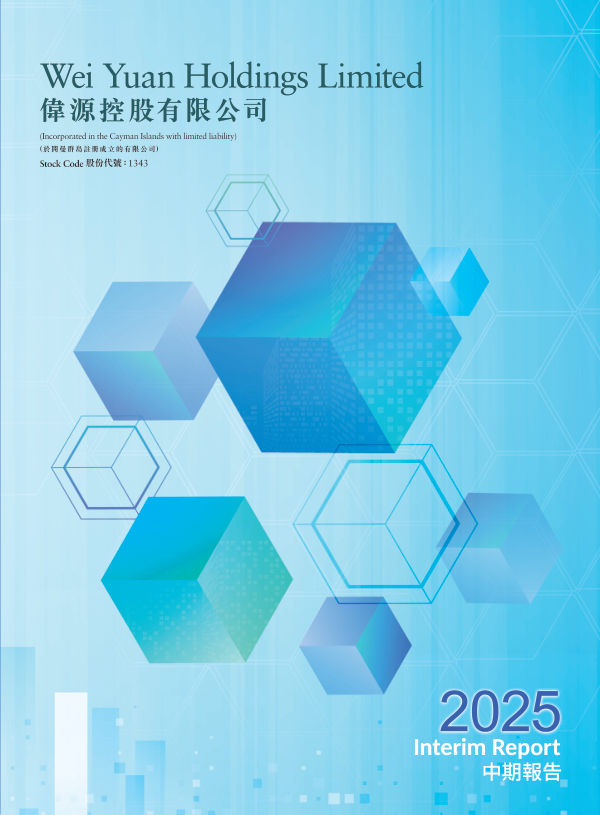 Wei Yuan Holdings Limited
偉源控股有限公司
(Incorporated in the Cayman Islands with limited liability)
(於開曼群島註冊成立的有限公司)
Stock Code 股份代號：1343
2025
Interim Report
中期報告